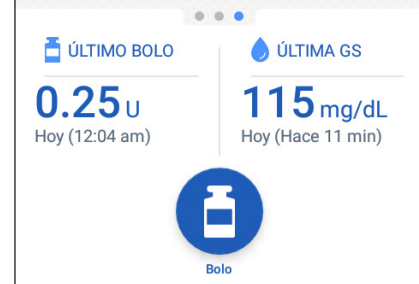 ÚLTIMO BOLO
0.25 U
Hoy (12:04 am)
ÚLTIMA GS
115 mg/dL
Hoy (Hace 11 min)
Bolo